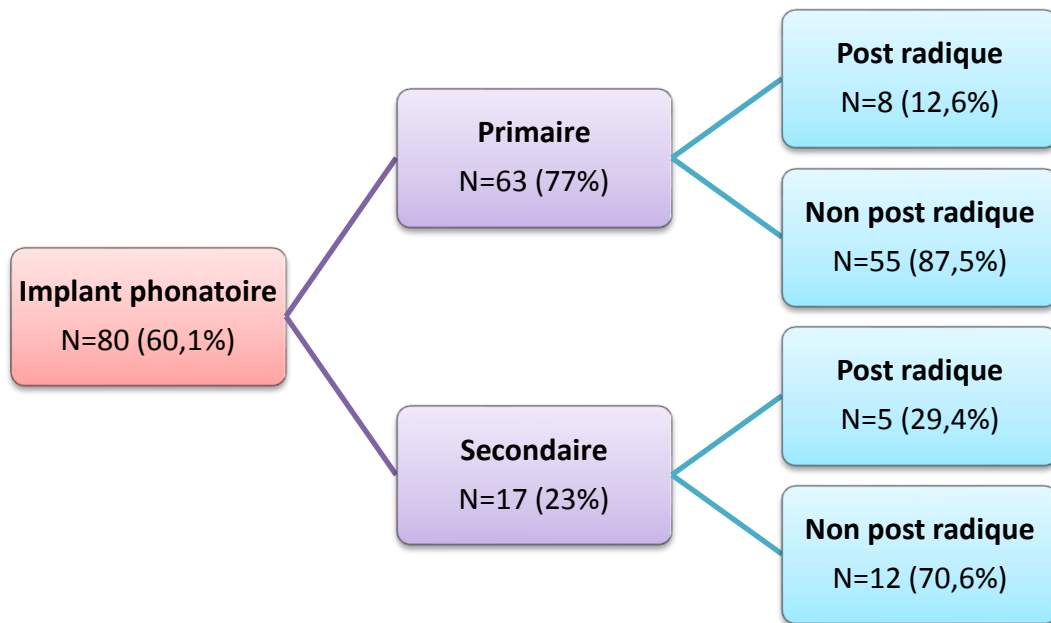 Implant phonatoire
N=80 (60,1%)
Primaire
N=63 (77%)
Post radique
N=8 (12,6%)
Non post radique
N=55 (87,5%)
Secondaire
N=17 (23%)
Post radique
N=5 (29,4%)
Non post radique
N=12 (70,6%)